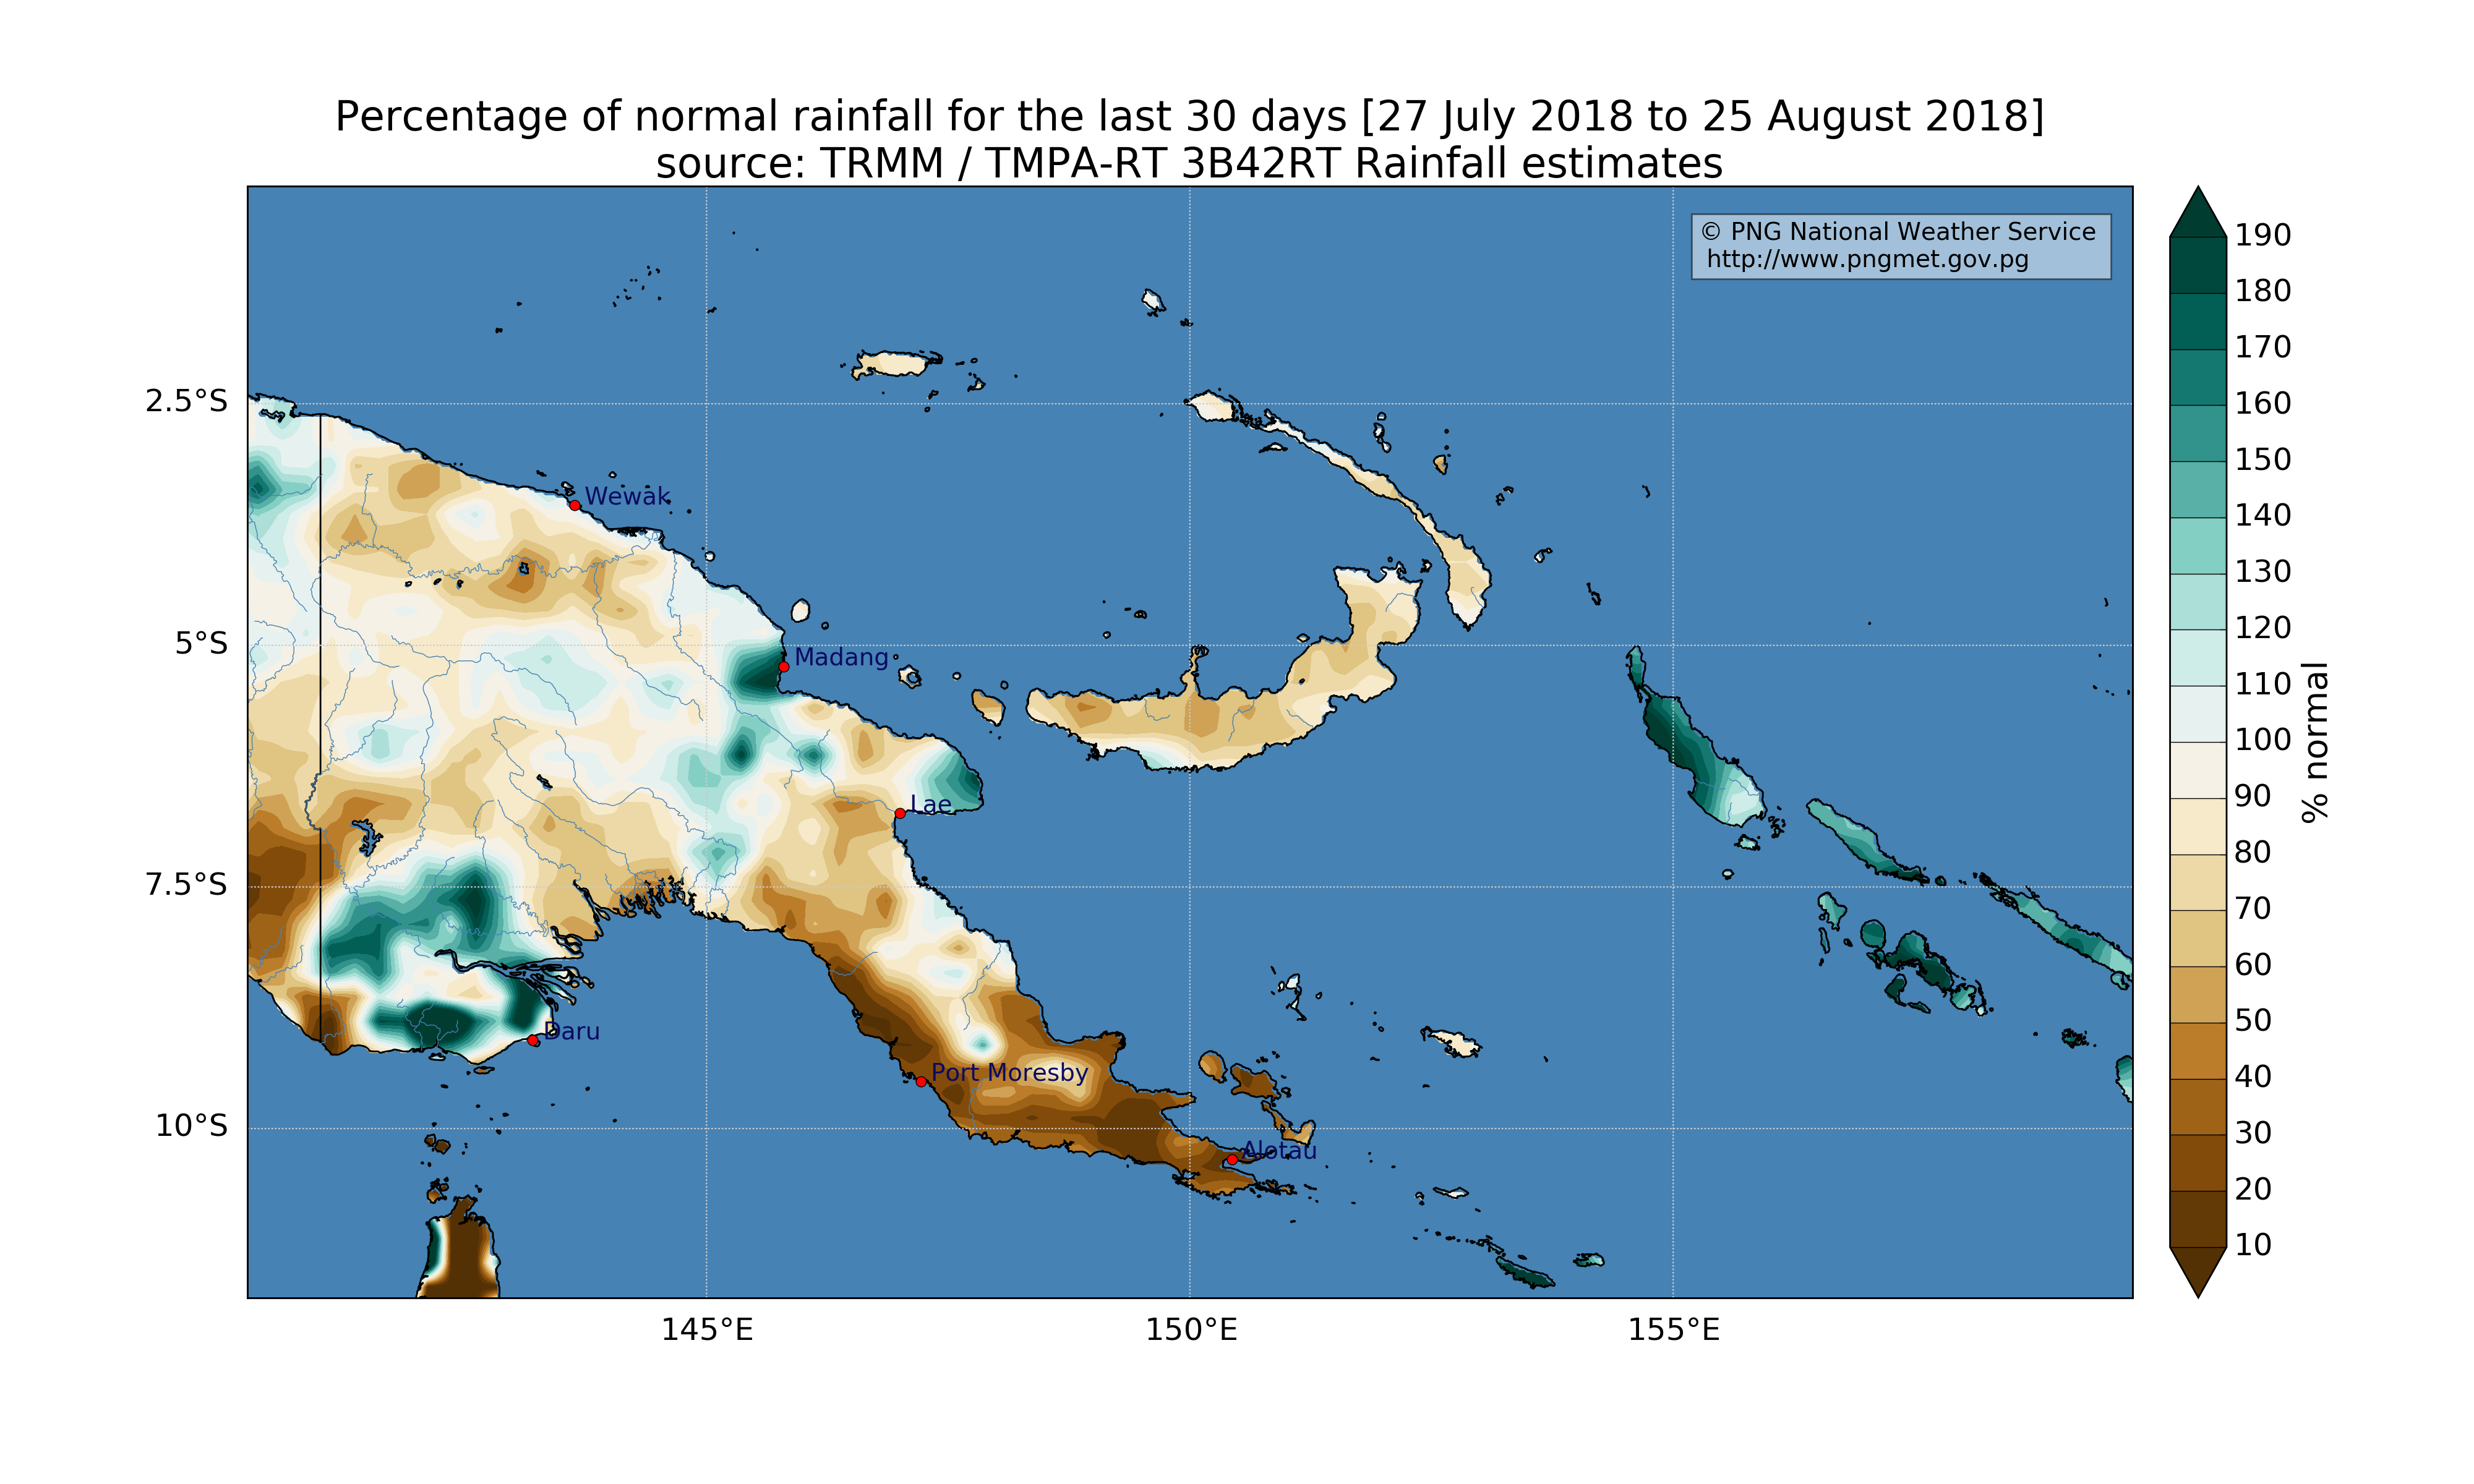 Percentage of normal rainfall for the last 30 days [27 July 2018 to 25 August 2018]
source: TRMM / TMPA-RT 3B42RT Rainfall estimates
© PNG National Weather Service
http://www.pngmet.gov.pg
2.5°S
5°S
7.5°S
10°S
Wewak
Madang
Lae
Daru
Port Moresby
Alotau
145°E
150°E
155°E
190
180
170
160
150
140
130
120
110
100
90
80
70
60
50
40
30
20
10
% normal